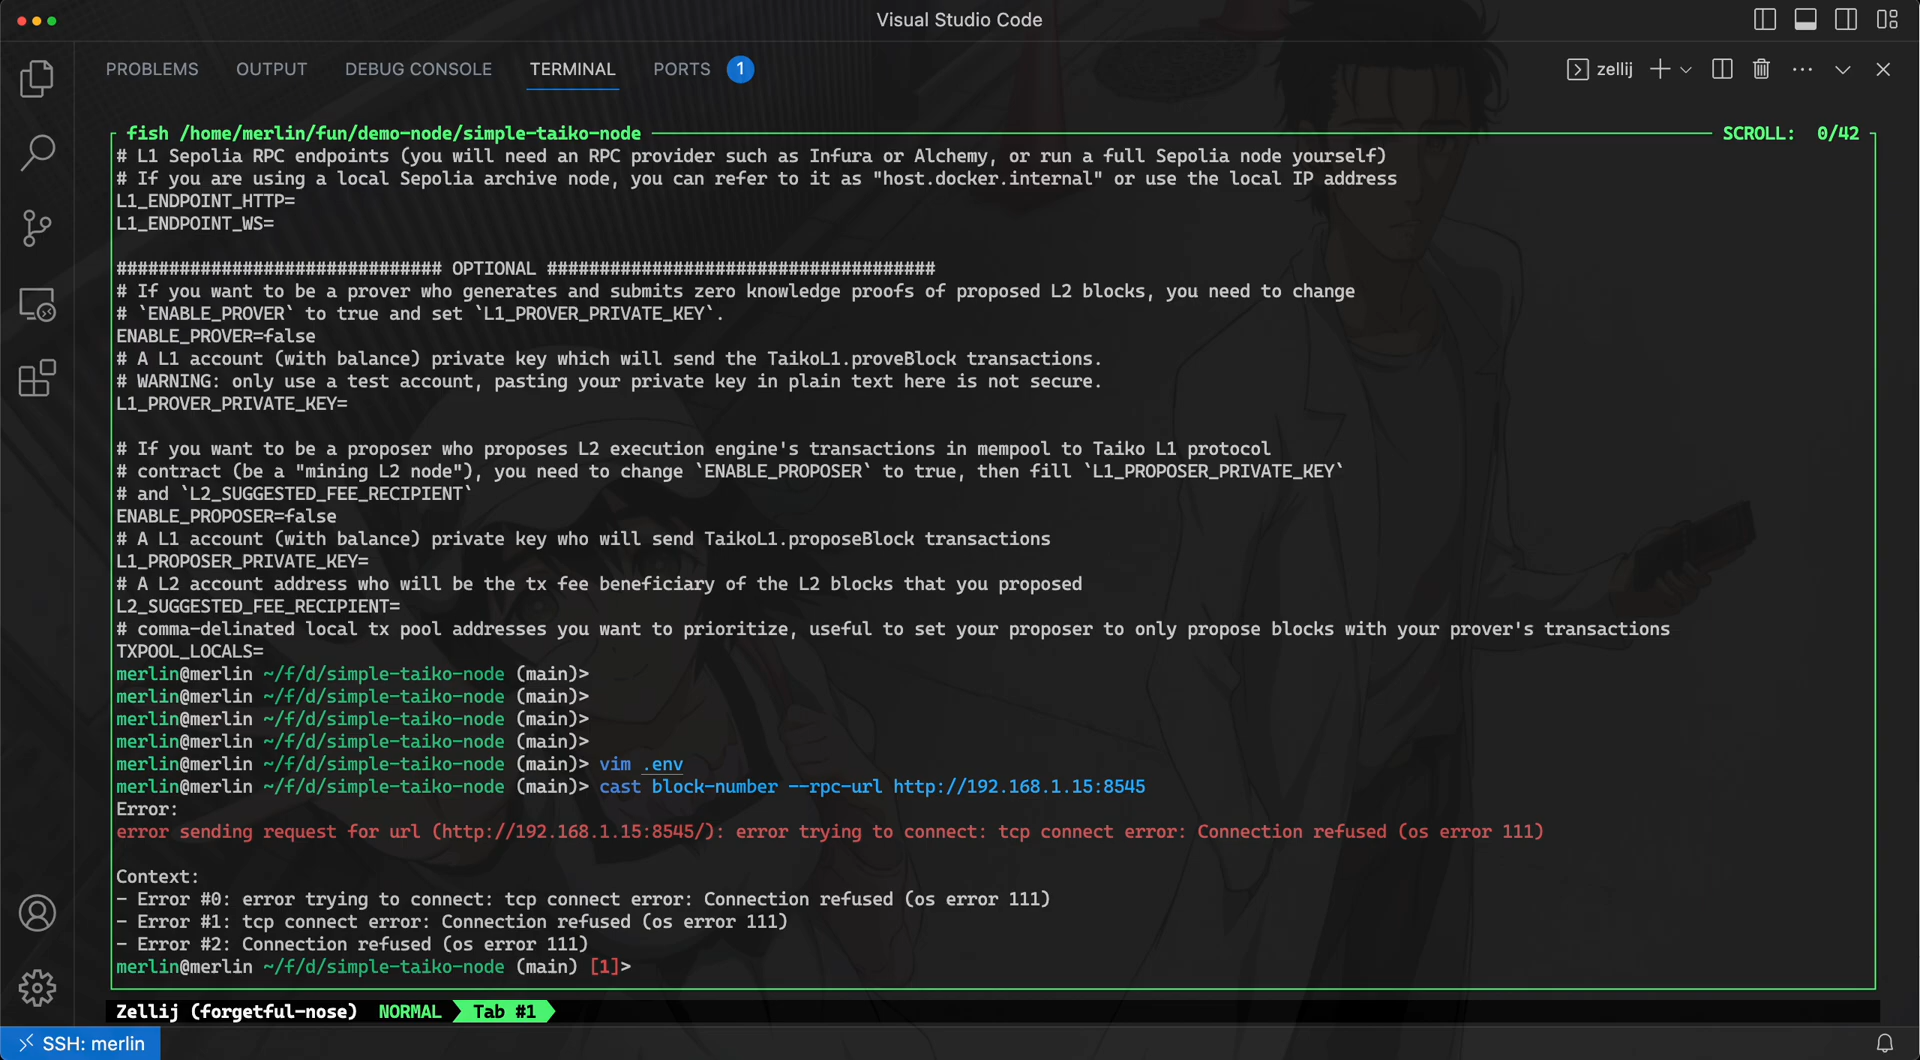 Visual Studio Code
PROBLEMS OUTPUT DEBUG CONSOLE TERMINAL PORTS 1 zellij
fish /home/merlin/fun/demo-node/simple-taiko-node SCROLL: 0/42
# L1 Sepolia RPC endpoints (you will need an RPC provider such as Infura or Alchemy, or run a full Sepolia node yourself)
# If you are using a local Sepolia archive node, you can refer to it as "host.docker.internal" or use the local IP address
L1_ENDPOINT_HTTP=
L1_ENDPOINT_WS=
############################### OPTIONAL #####################################
# If you want to be a prover who generates and submits zero knowledge proofs of proposed L2 blocks, you need to change
# `ENABLE_PROVER` to true and set `L1_PROVER_PRIVATE_KEY`.
ENABLE_PROVER=false
# A L1 account (with balance) private key which will send the TaikoL1.proveBlock transactions.
# WARNING: only use a test account, pasting your private key in plain text here is not secure.
L1_PROVER_PRIVATE_KEY=
# If you want to be a proposer who proposes L2 execution engine's transactions in mempool to Taiko L1 protocol
# contract (be a "mining L2 node"), you need to change `ENABLE_PROPOSER` to true, then fill `L1_PROPOSER_PRIVATE_KEY`
# and `L2_SUGGESTED_FEE_RECIPIENT`
ENABLE_PROPOSER=false
# A L1 account (with balance) private key who will send TaikoL1.proposeBlock transactions
L1_PROPOSER_PRIVATE_KEY=
# A L2 account address who will be the tx fee beneficiary of the L2 blocks that you proposed
L2_SUGGESTED_FEE_RECIPIENT=
# comma-delinated local tx pool addresses you want to prioritize, useful to set your proposer to only propose blocks with your prover's transactions
TXPOOL_LOCALS=
merlin@merlin ~/f/d/simple-taiko-node (main)>
merlin@merlin ~/f/d/simple-taiko-node (main)>
merlin@merlin ~/f/d/simple-taiko-node (main)>
merlin@merlin ~/f/d/simple-taiko-node (main)>
merlin@merlin ~/f/d/simple-taiko-node (main)> vim .env
merlin@merlin ~/f/d/simple-taiko-node (main)> cast block-number --rpc-url http://192.168.1.15:8545
Error:
error sending request for url (http://192.168.1.15:8545/): error trying to connect: tcp connect error: Connection refused (os error 111)
Context:
- Error #0: error trying to connect: tcp connect error: Connection refused (os error 111)
- Error #1: tcp connect error: Connection refused (os error 111)
- Error #2: Connection refused (os error 111)
merlin@merlin ~/f/d/simple-taiko-node (main) [1]>
Zellij (forgetful-nose) NORMAL Tab #1
SSH: merlin